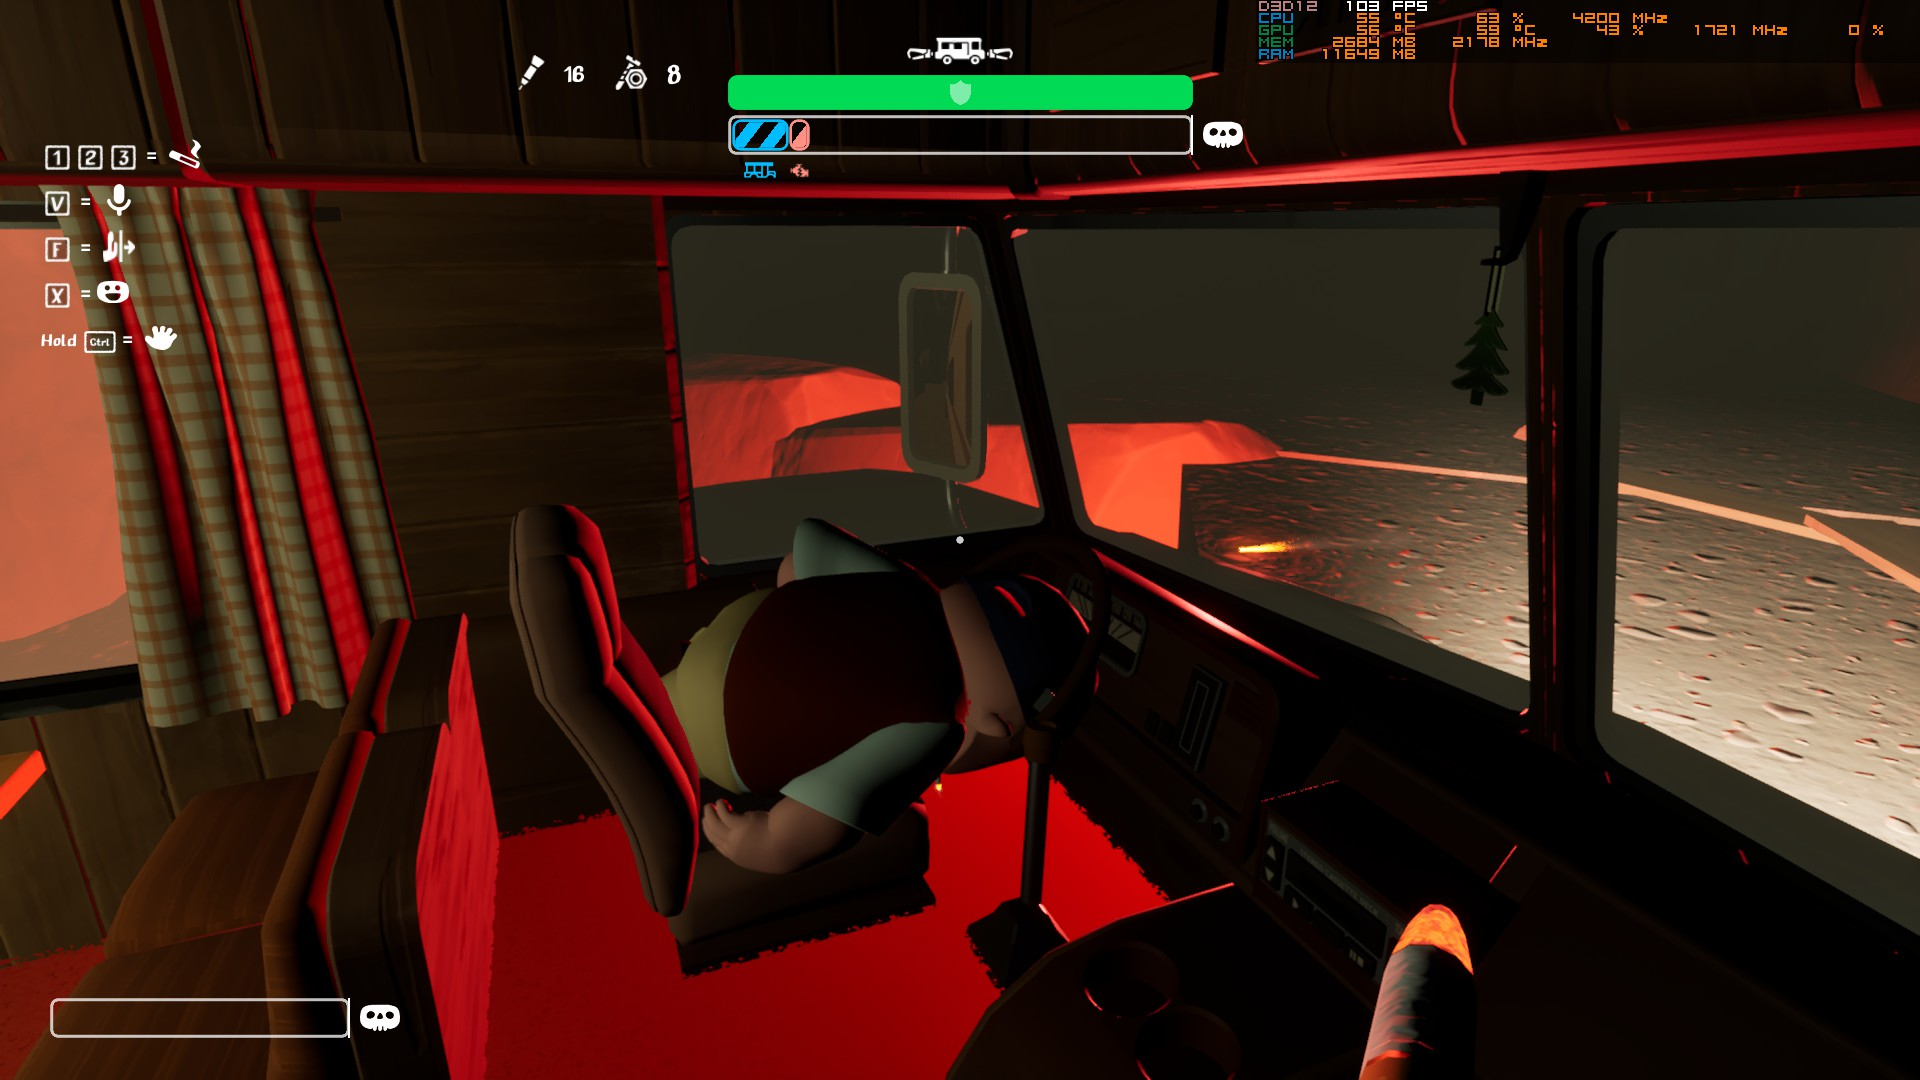 D3D12 103 FPS
CPU 55 °C 63 % 4200 MHz
GPU 56 °C 59 °C 43 % 1721 MHz 0 %
MEM 2684 MB 2178 MHz
RAM 11649 MB
16 8
1 2 3 =
V =
F =
X =
Hold Ctrl =